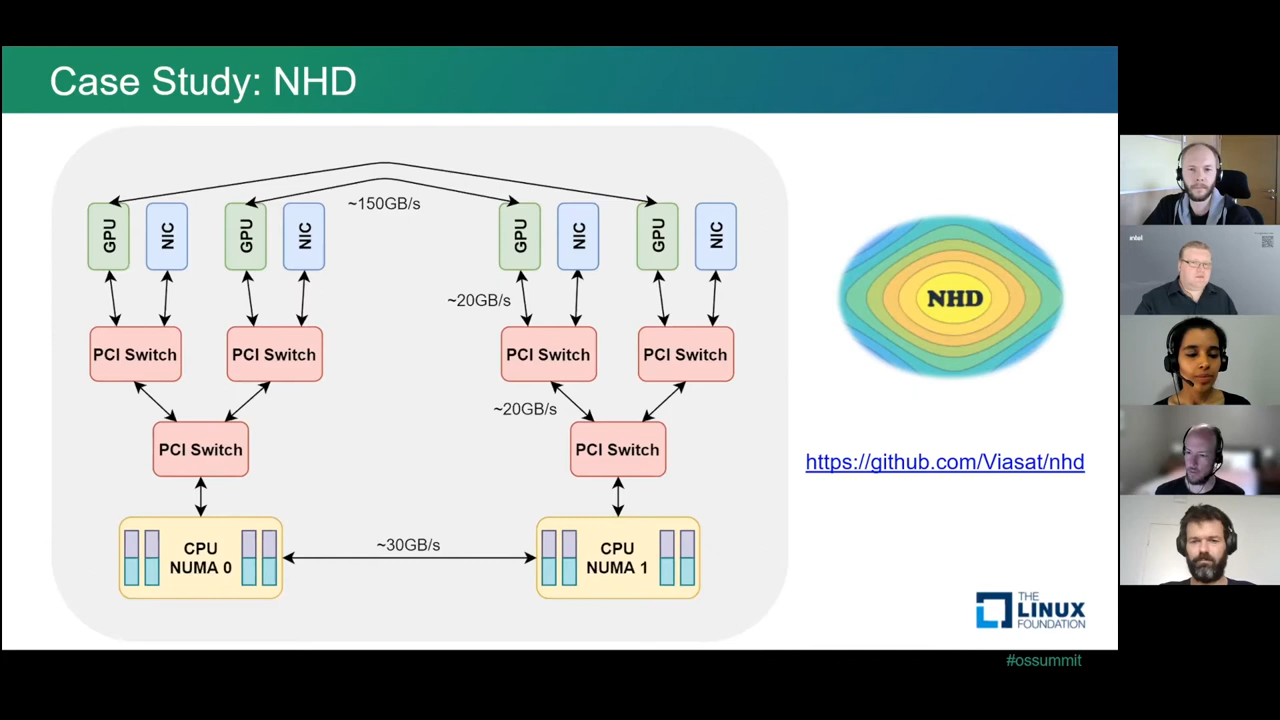 Case Study: NHD
~150GB/s
GPU
NIC
GPU
NIC
GPU
NIC
GPU
NIC
~20GB/s
PCI Switch
PCI Switch
PCI Switch
PCI Switch
~20GB/s
PCI Switch
PCI Switch
CPU
NUMA 0
~30GB/s
CPU
NUMA 1
NHD
https://github.com/Viasat/nhd
THE
LINUX
FOUNDATION
#ossummit
intel